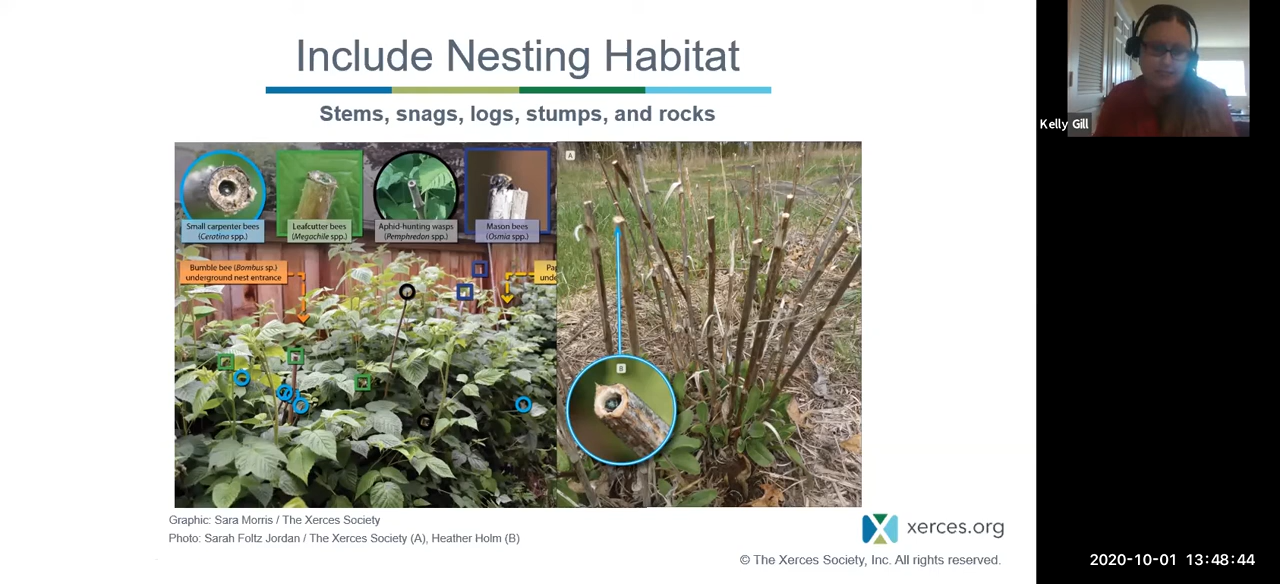 Include Nesting Habitat
Stems, snags, logs, stumps, and rocks
Small carpenter bees
(Ceratina spp.)
Leafcutter bees
(Megachile spp.)
Aphid-hunting wasps
(Pemphredon spp.)
Mason bees
(Osmia spp.)
Bumble bee (Bombus sp.)
underground nest entrance
Pap
unde
A
B
Graphic: Sara Morris / The Xerces Society
Photo: Sarah Foltz Jordan / The Xerces Society (A), Heather Holm (B)
xerces.org
© The Xerces Society, Inc. All rights reserved.
Kelly Gill
2020-10-01 13:48:44